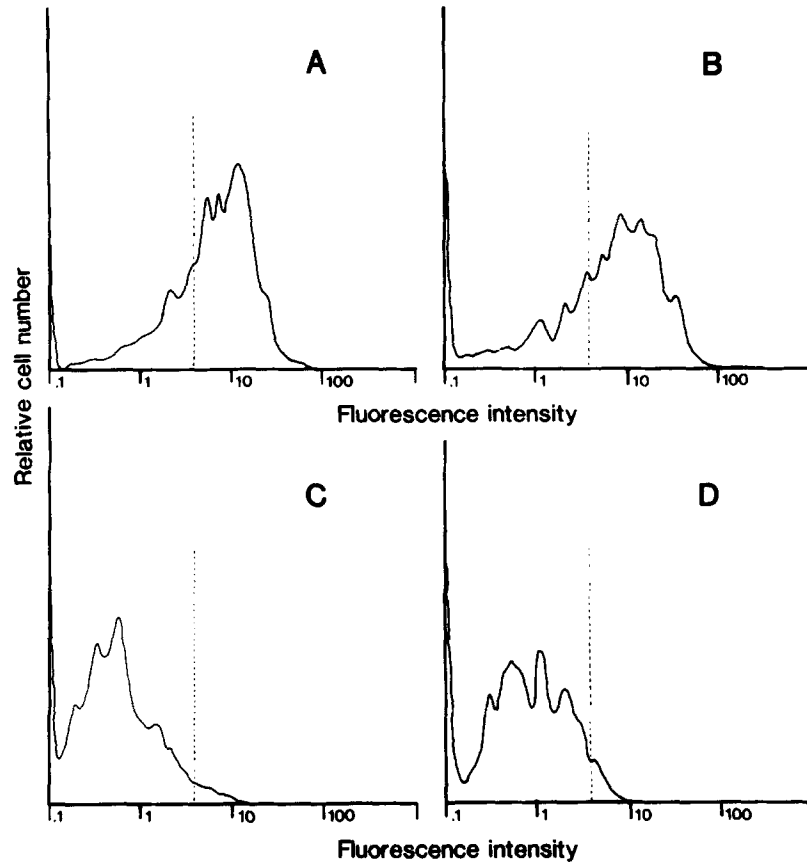 A
B
Relative cell number
.1 1 10 100
.1 1 10 100
Fluorescence intensity
C
D
.1 1 10 100
.1 1 10 100
Fluorescence intensity